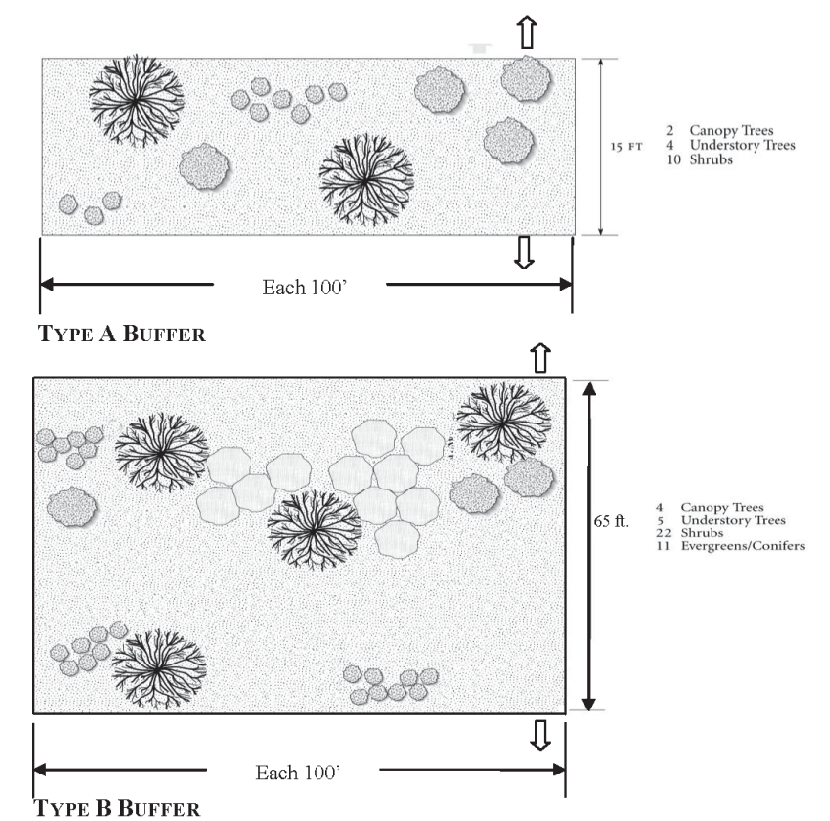 15 FT
2 Canopy Trees
4 Understory Trees
10 Shrubs
Each 100'
TYPE A BUFFER
65 ft.
4 Canopy Trees
5 Understory Trees
22 Shrubs
11 Evergreens/Conifers
Each 100'
TYPE B BUFFER